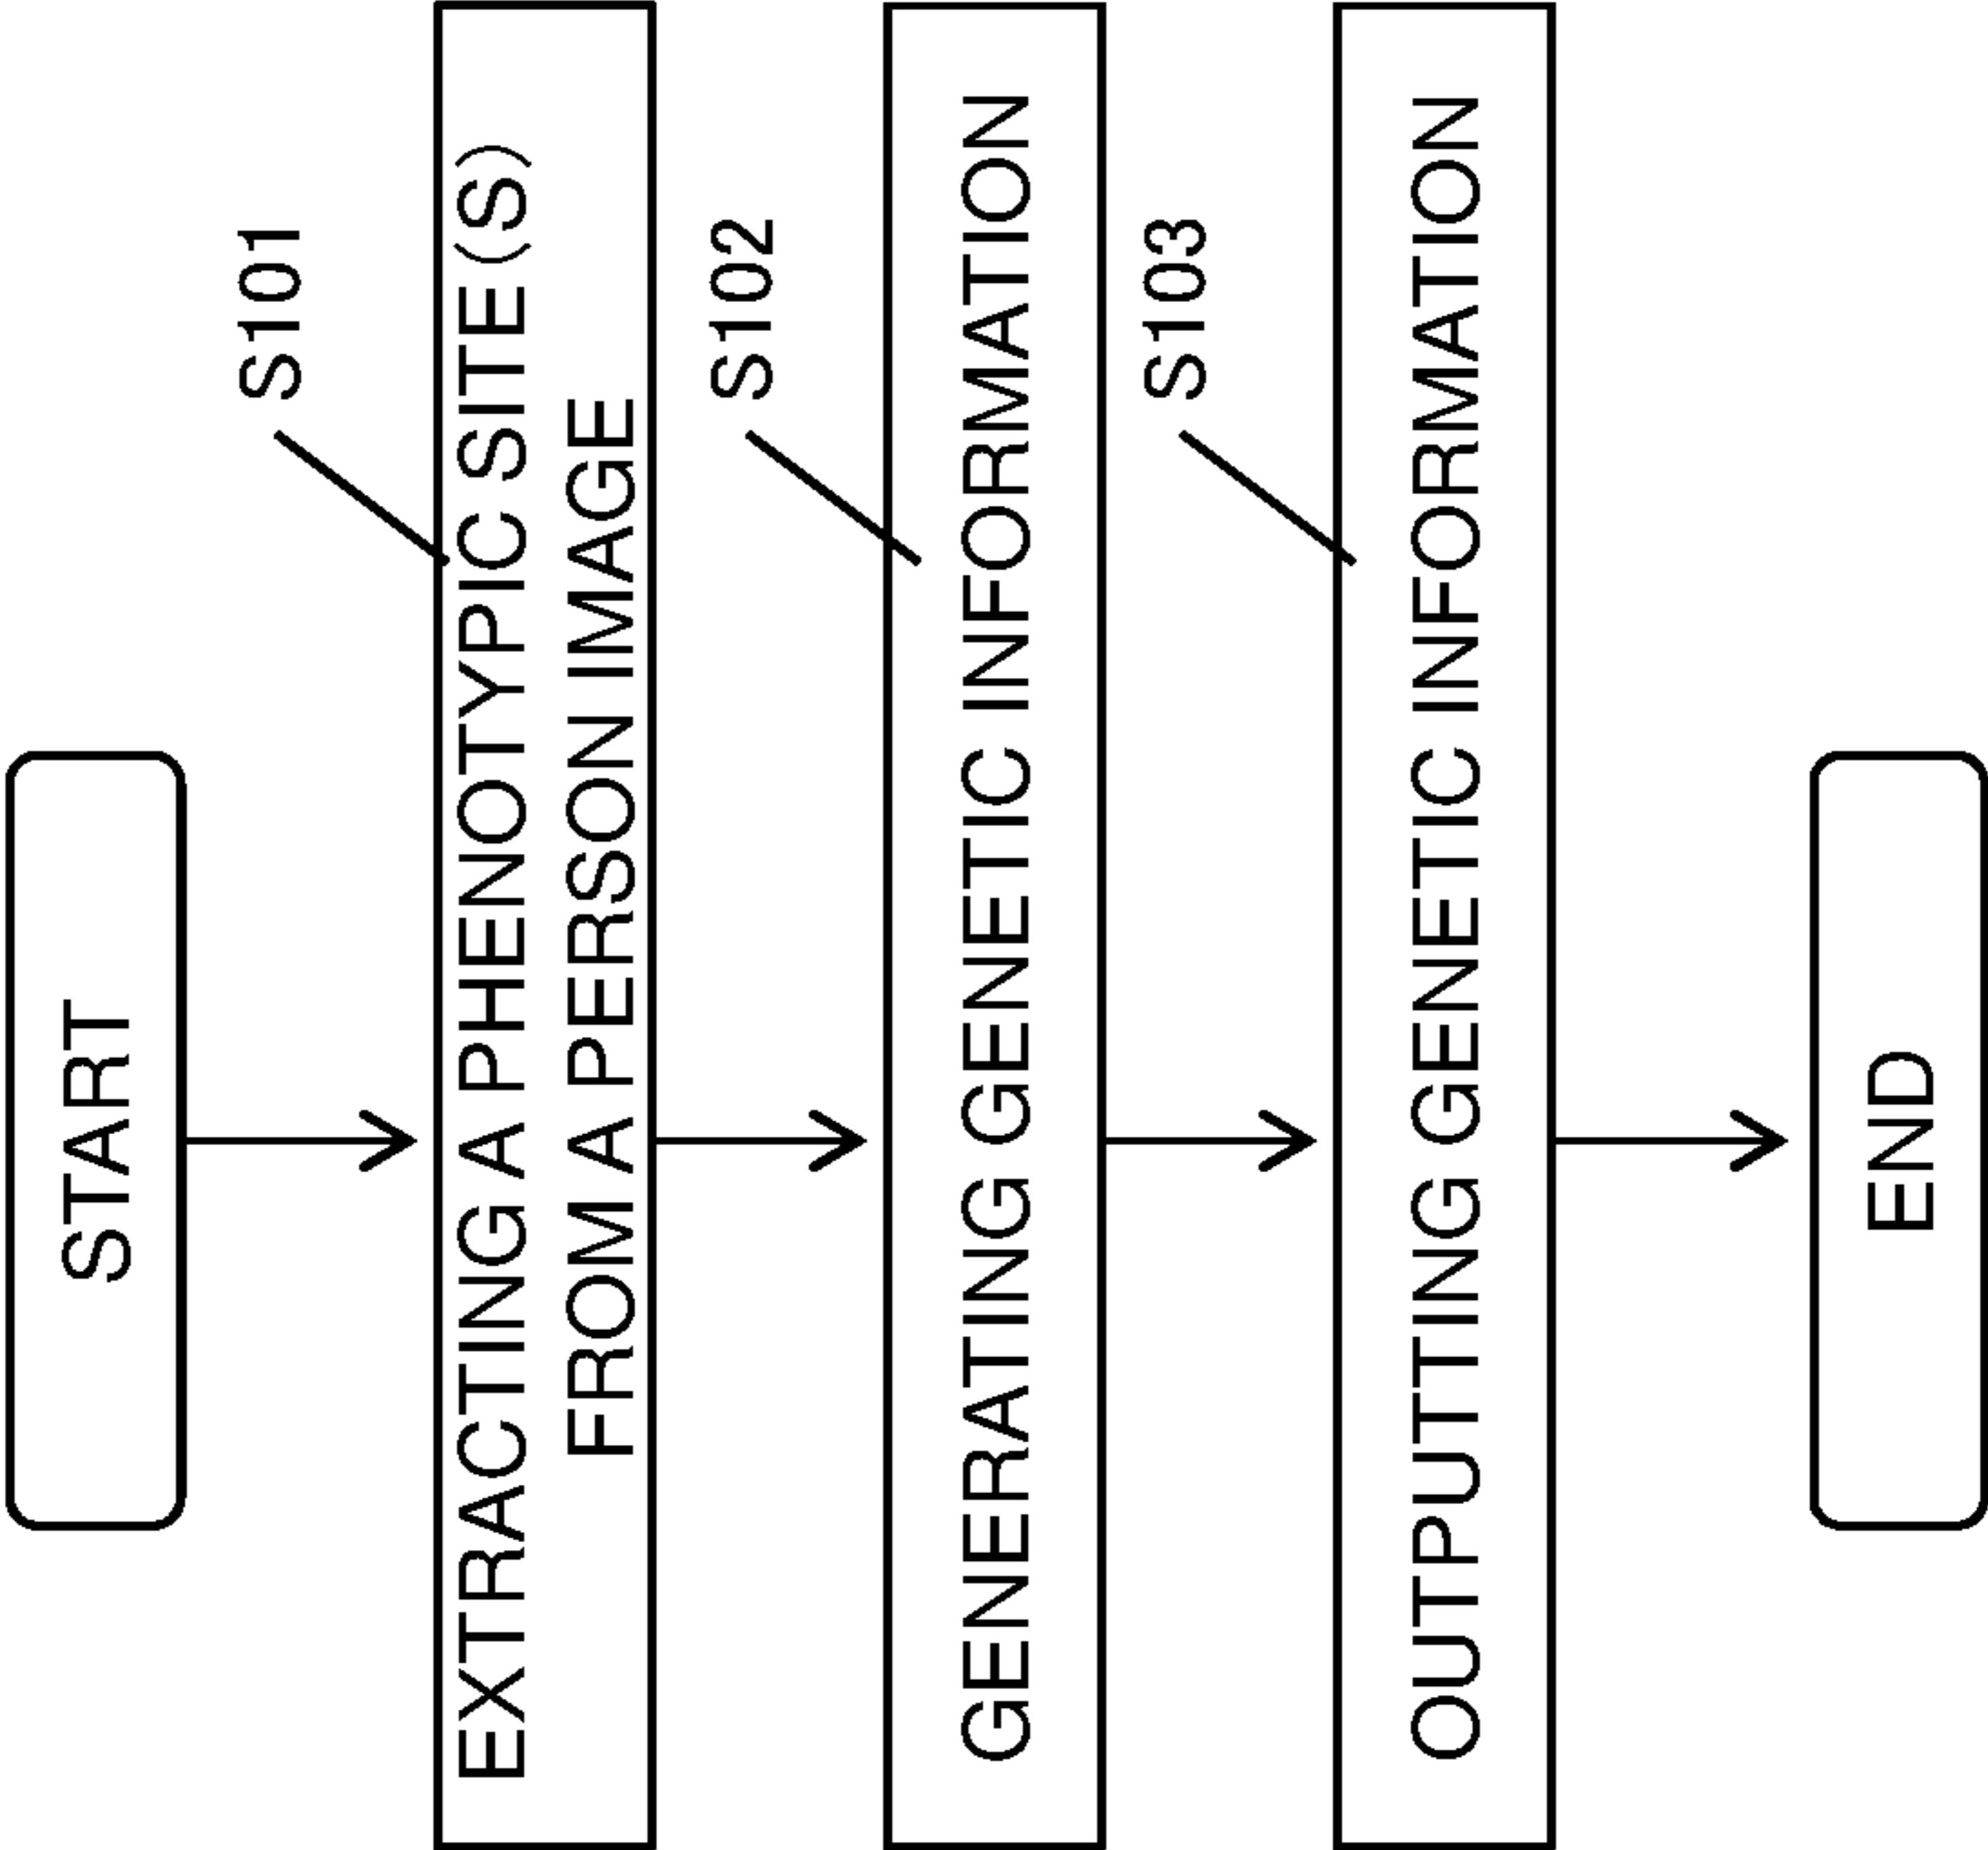 START
S101
EXTRACTING A PHENOTYPIC SITE(S)
FROM A PERSON IMAGE
S102
GENERATING GENETIC INFORMATION
S103
OUTPUTTING GENETIC INFORMATION
END